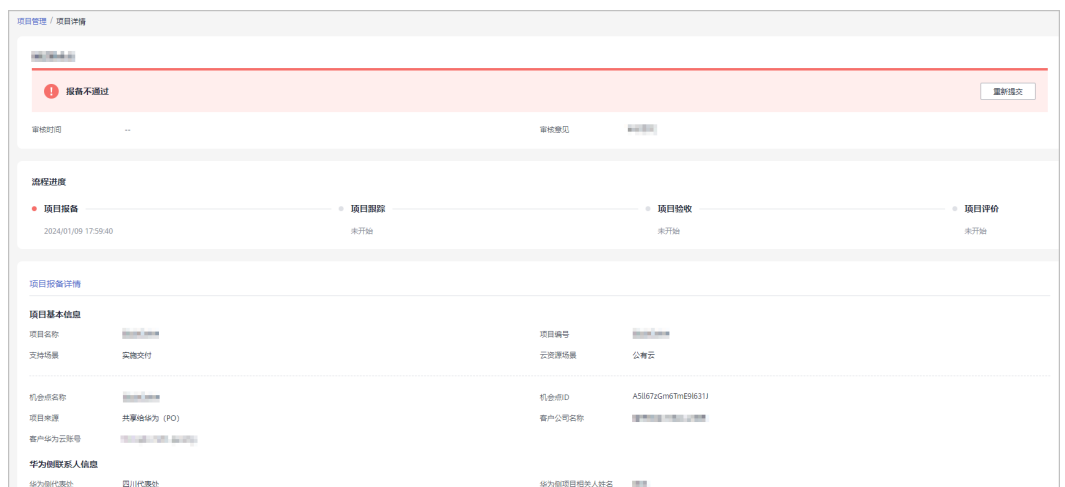 项目管理 / 项目详情
报备不通过
重新提交
审核时间 --
审核意见
流程进度
项目报备 项目跟踪 项目验收 项目评价
2024/01/09 17:59:40 未开始 未开始 未开始
项目报备详情
项目基本信息
项目名称 项目编号
支持场景 实施交付 云资源场景 公有云
机会点名称 机会点ID A5Il67zGm6TmE9l631J
项目来源 共享给华为（PO） 客户公司名称
客户华为云账号
华为侧联系人信息
华为侧代表处 四川代表处 华为侧项目相关人姓名